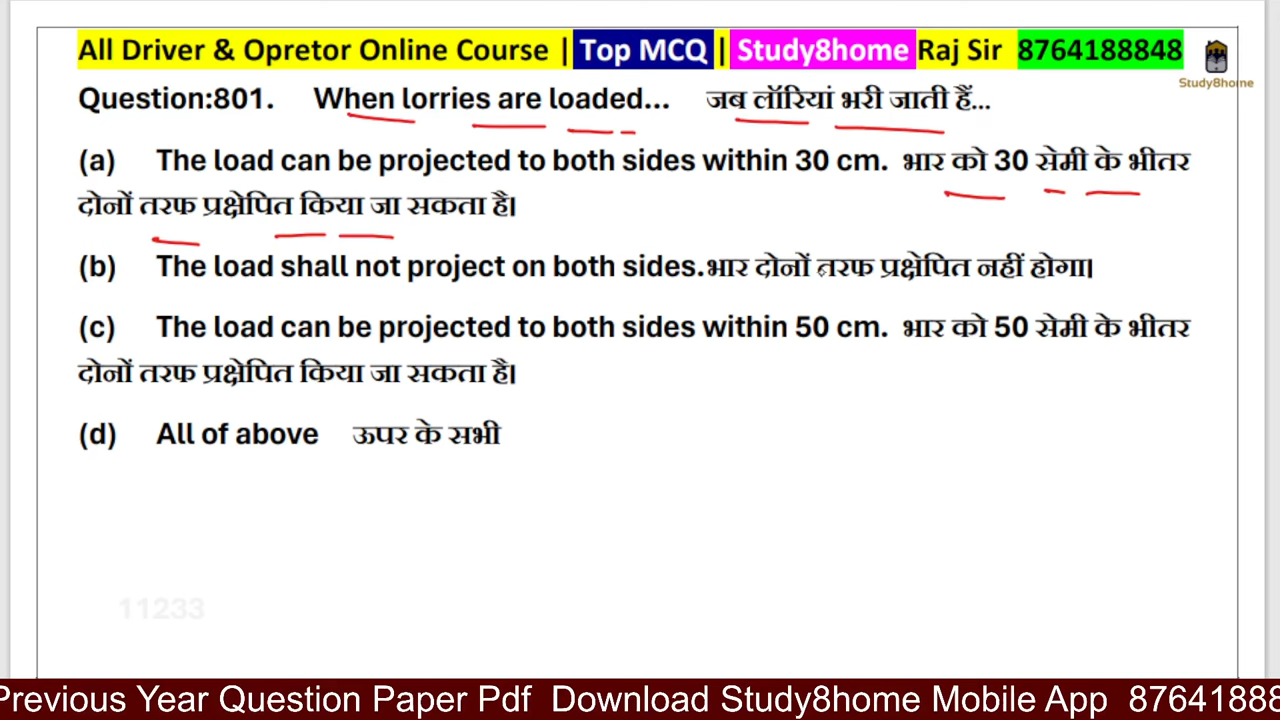 All Driver & Opretor Online Course | Top MCQ | Study8home Raj Sir 8764188848
Study8home
Question:801. When lorries are loaded... जब लॉरियां भरी जाती हैं...
(a) The load can be projected to both sides within 30 cm. भार को 30 सेमी के भीतर
दोनों तरफ प्रक्षेपित किया जा सकता है।
(b) The load shall not project on both sides.भार दोनों तरफ प्रक्षेपित नहीं होगा।
(c) The load can be projected to both sides within 50 cm. भार को 50 सेमी के भीतर
दोनों तरफ प्रक्षेपित किया जा सकता है।
(d) All of above ऊपर के सभी
11233
Previous Year Question Paper Pdf Download Study8home Mobile App 87641888